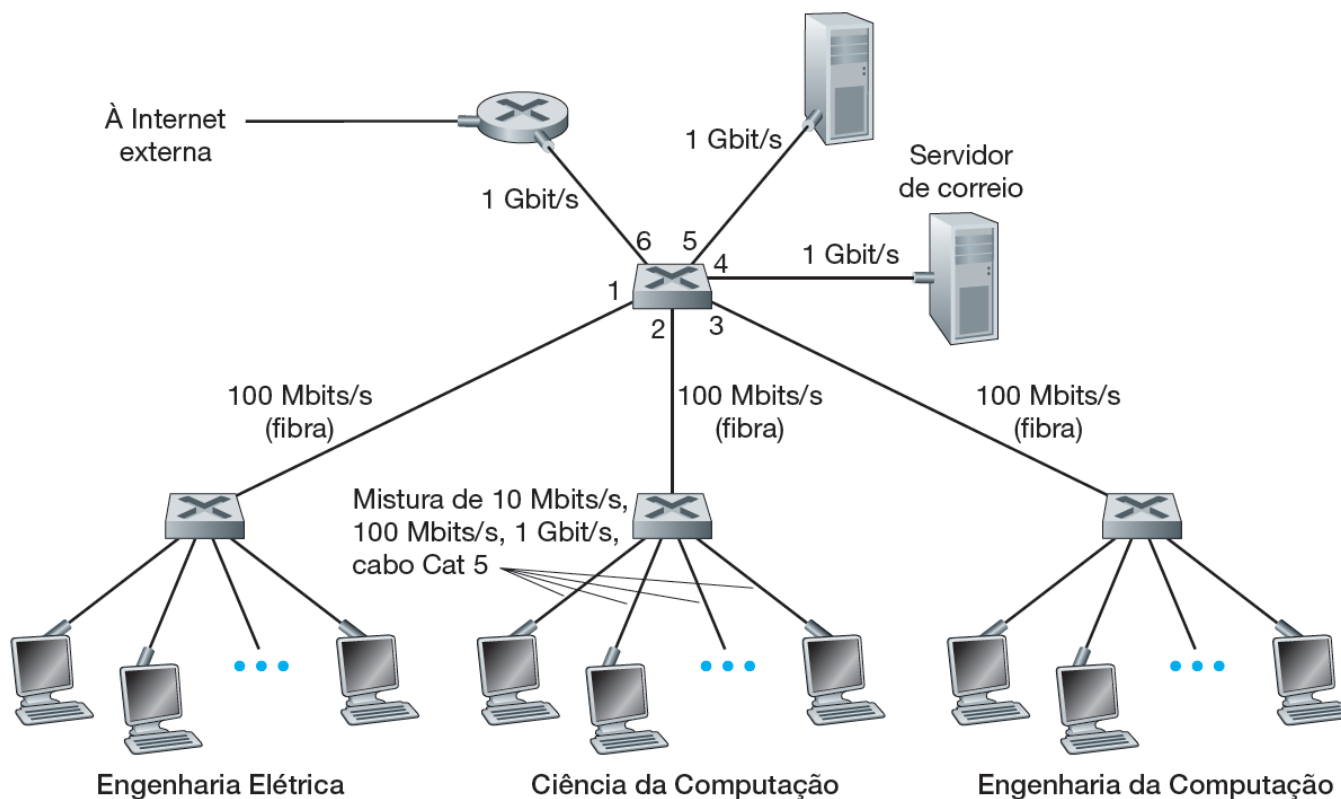 À Internet
externa
1 Gbit/s
1 Gbit/s
Servidor
de correio
1 Gbit/s
6
5
4
1
2
3
100 Mbits/s
(fibra)
100 Mbits/s
(fibra)
100 Mbits/s
(fibra)
Mistura de 10 Mbits/s,
100 Mbits/s, 1 Gbit/s,
cabo Cat 5
Engenharia Elétrica
Ciência da Computação
Engenharia da Computação